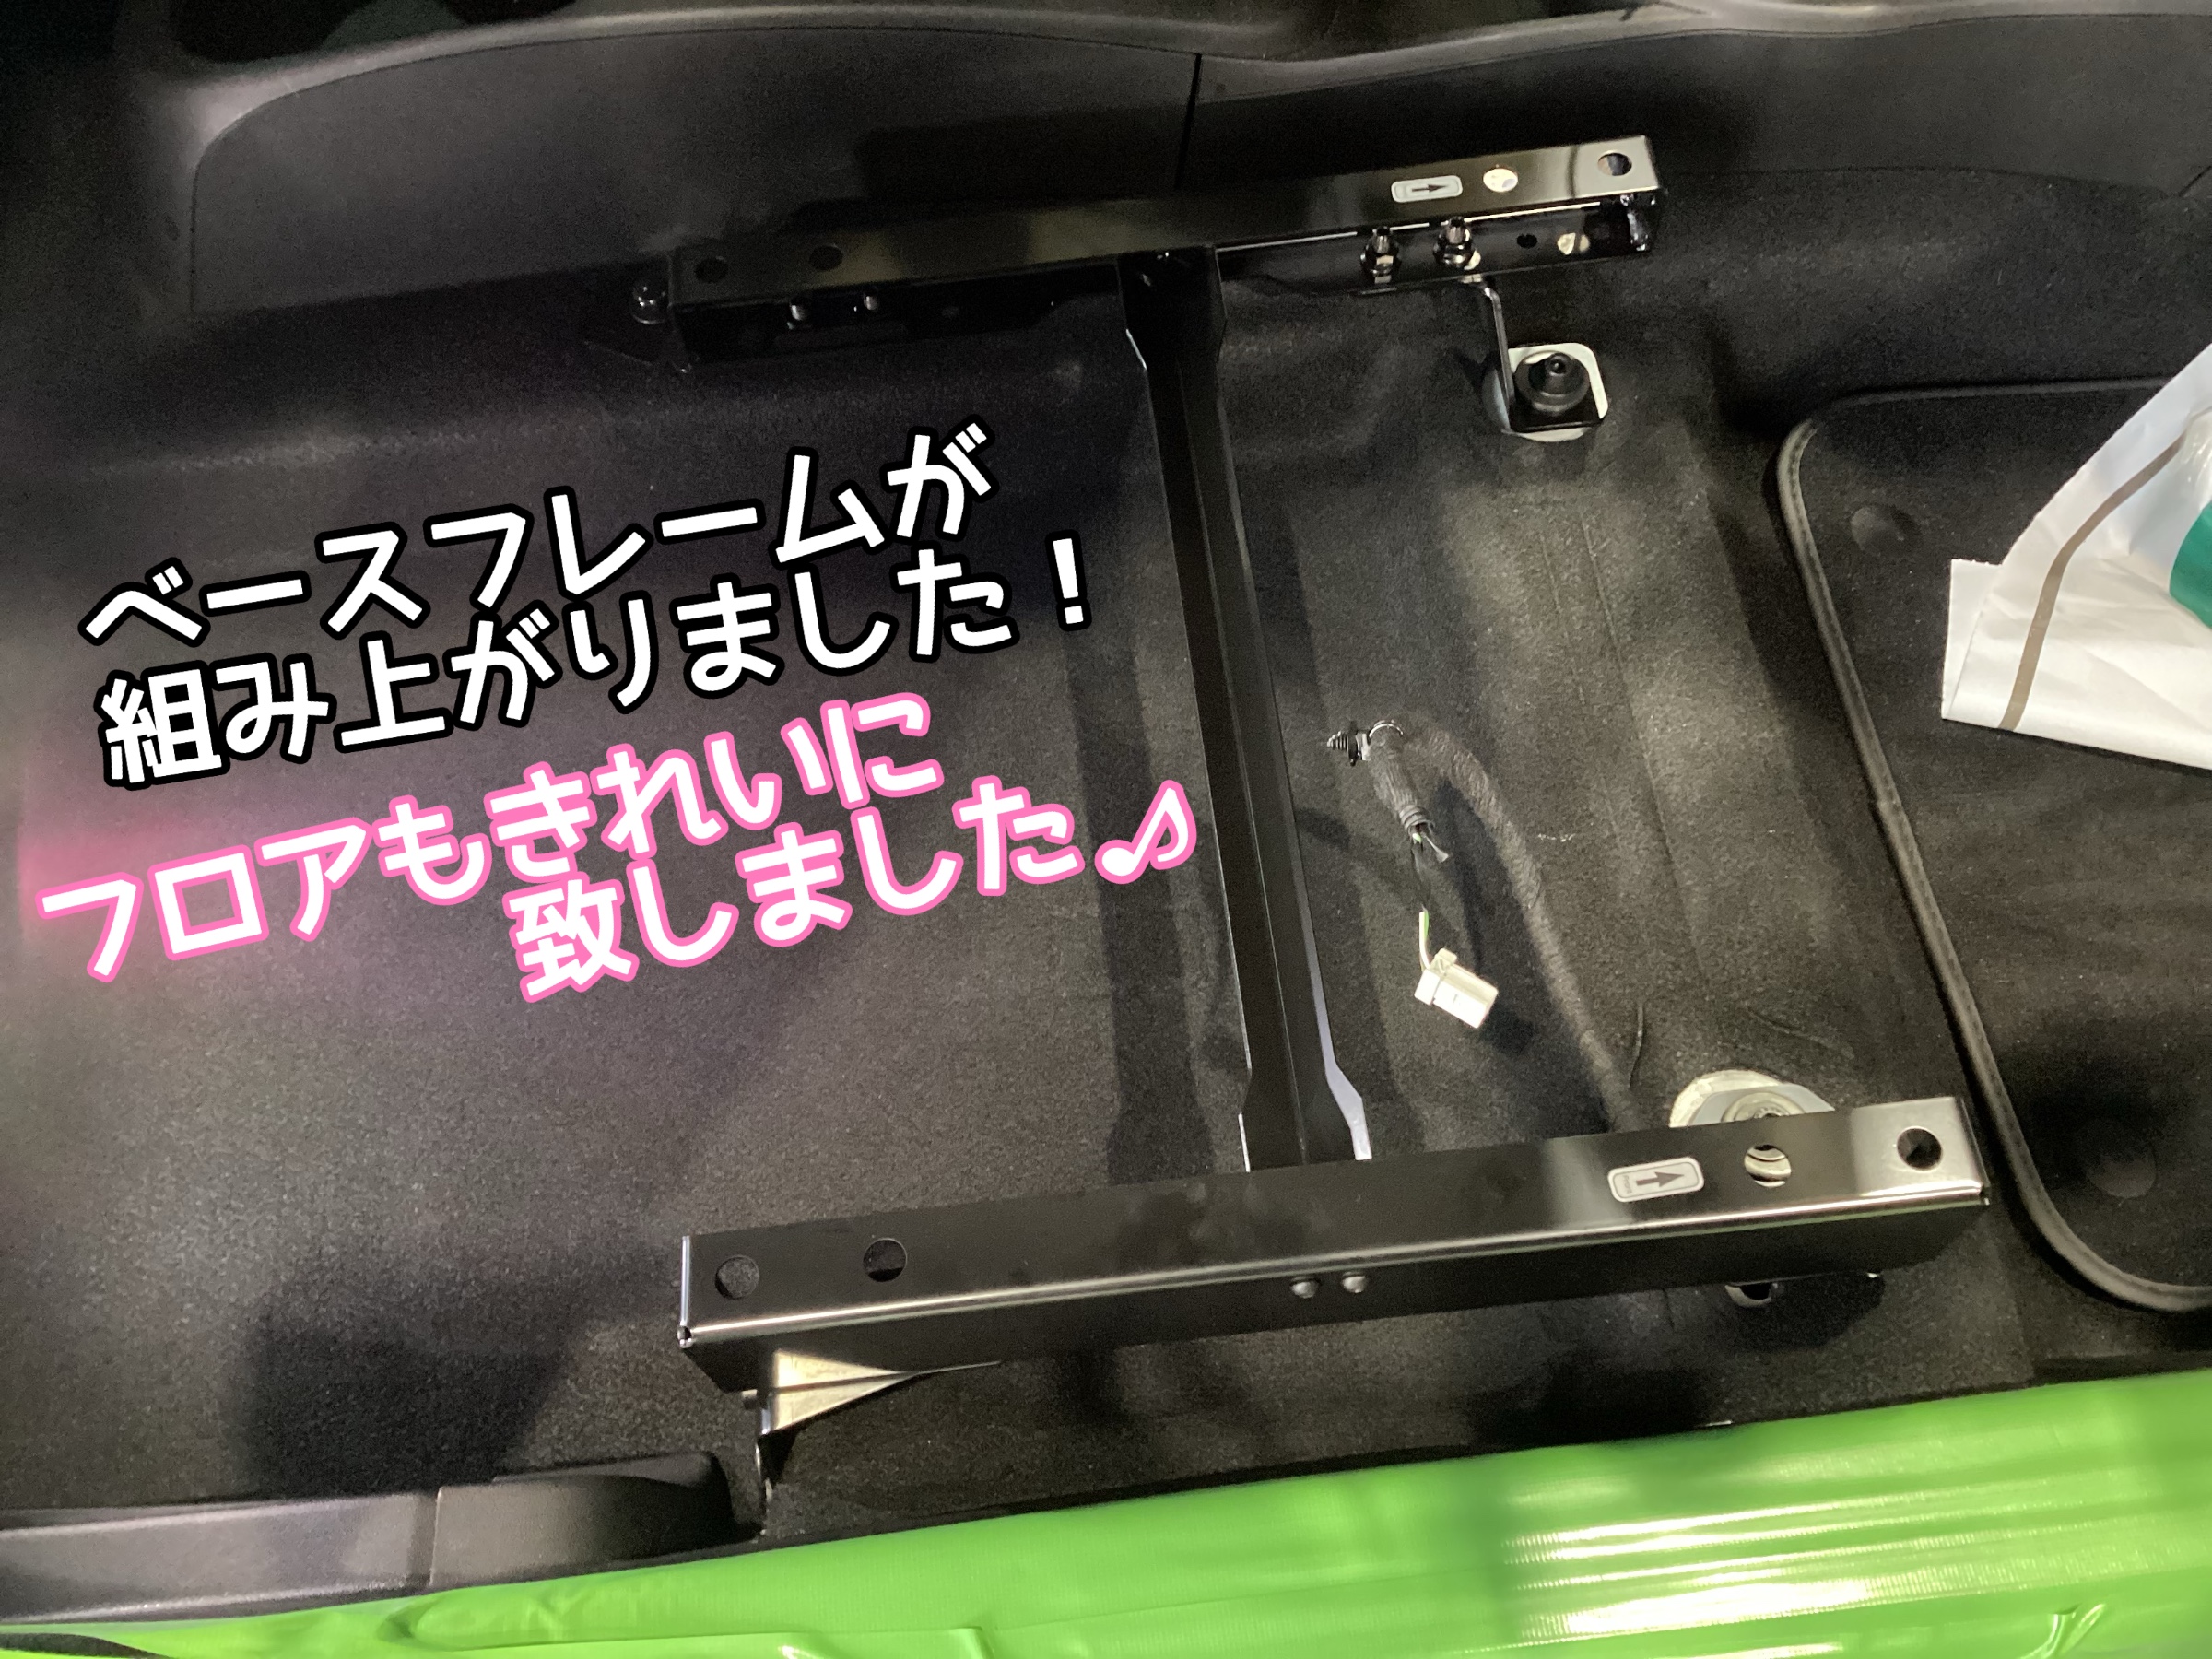 ベースフレームが
組み上がりました！
フロアもきれいに
致しました♪